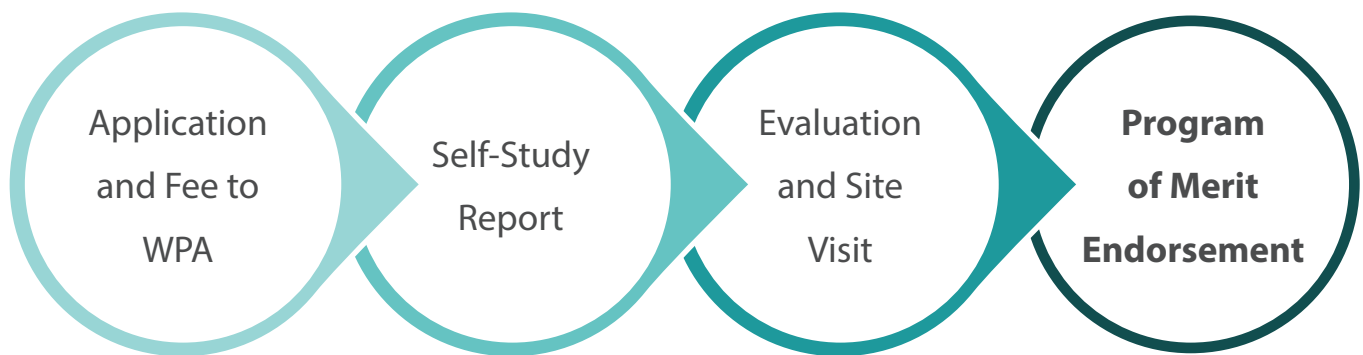 Application
and Fee to
WPA
Self-Study
Report
Evaluation
and Site
Visit
Program
of Merit
Endorsement